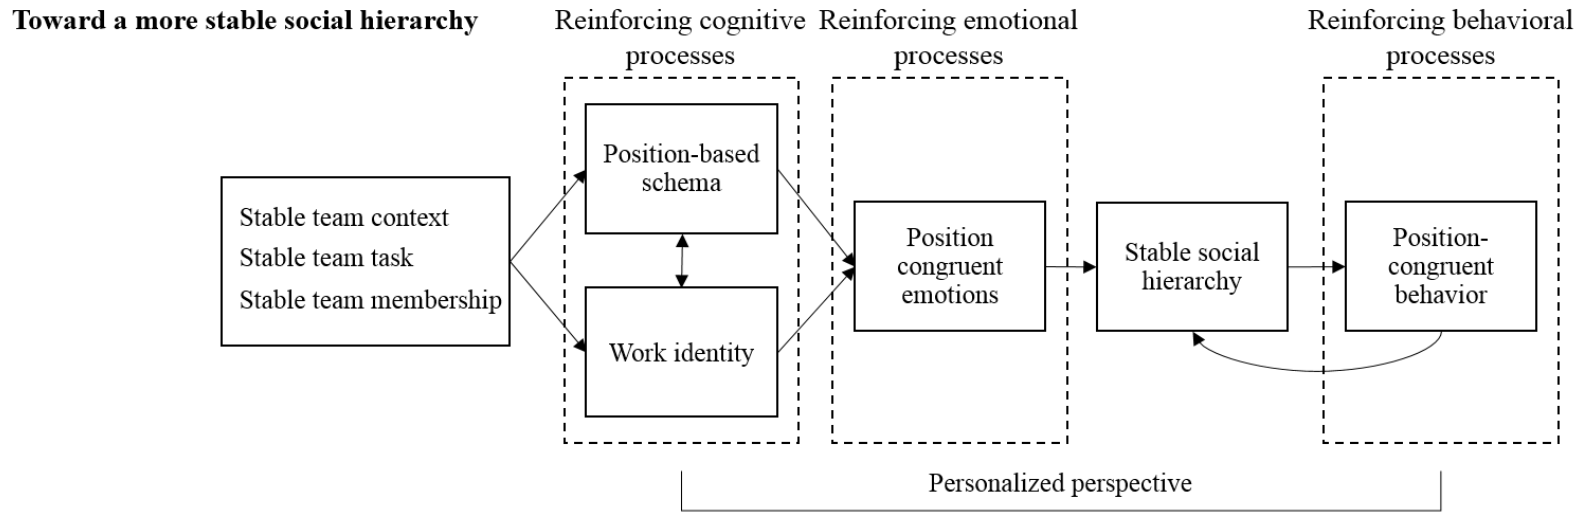 Toward a more stable social hierarchy
Reinforcing cognitive
processes
Reinforcing emotional
processes
Reinforcing behavioral
processes
Stable team context
Stable team task
Stable team membership
Position-based
schema
Work identity
Position
congruent
emotions
Stable social
hierarchy
Position-
congruent
behavior
Personalized perspective